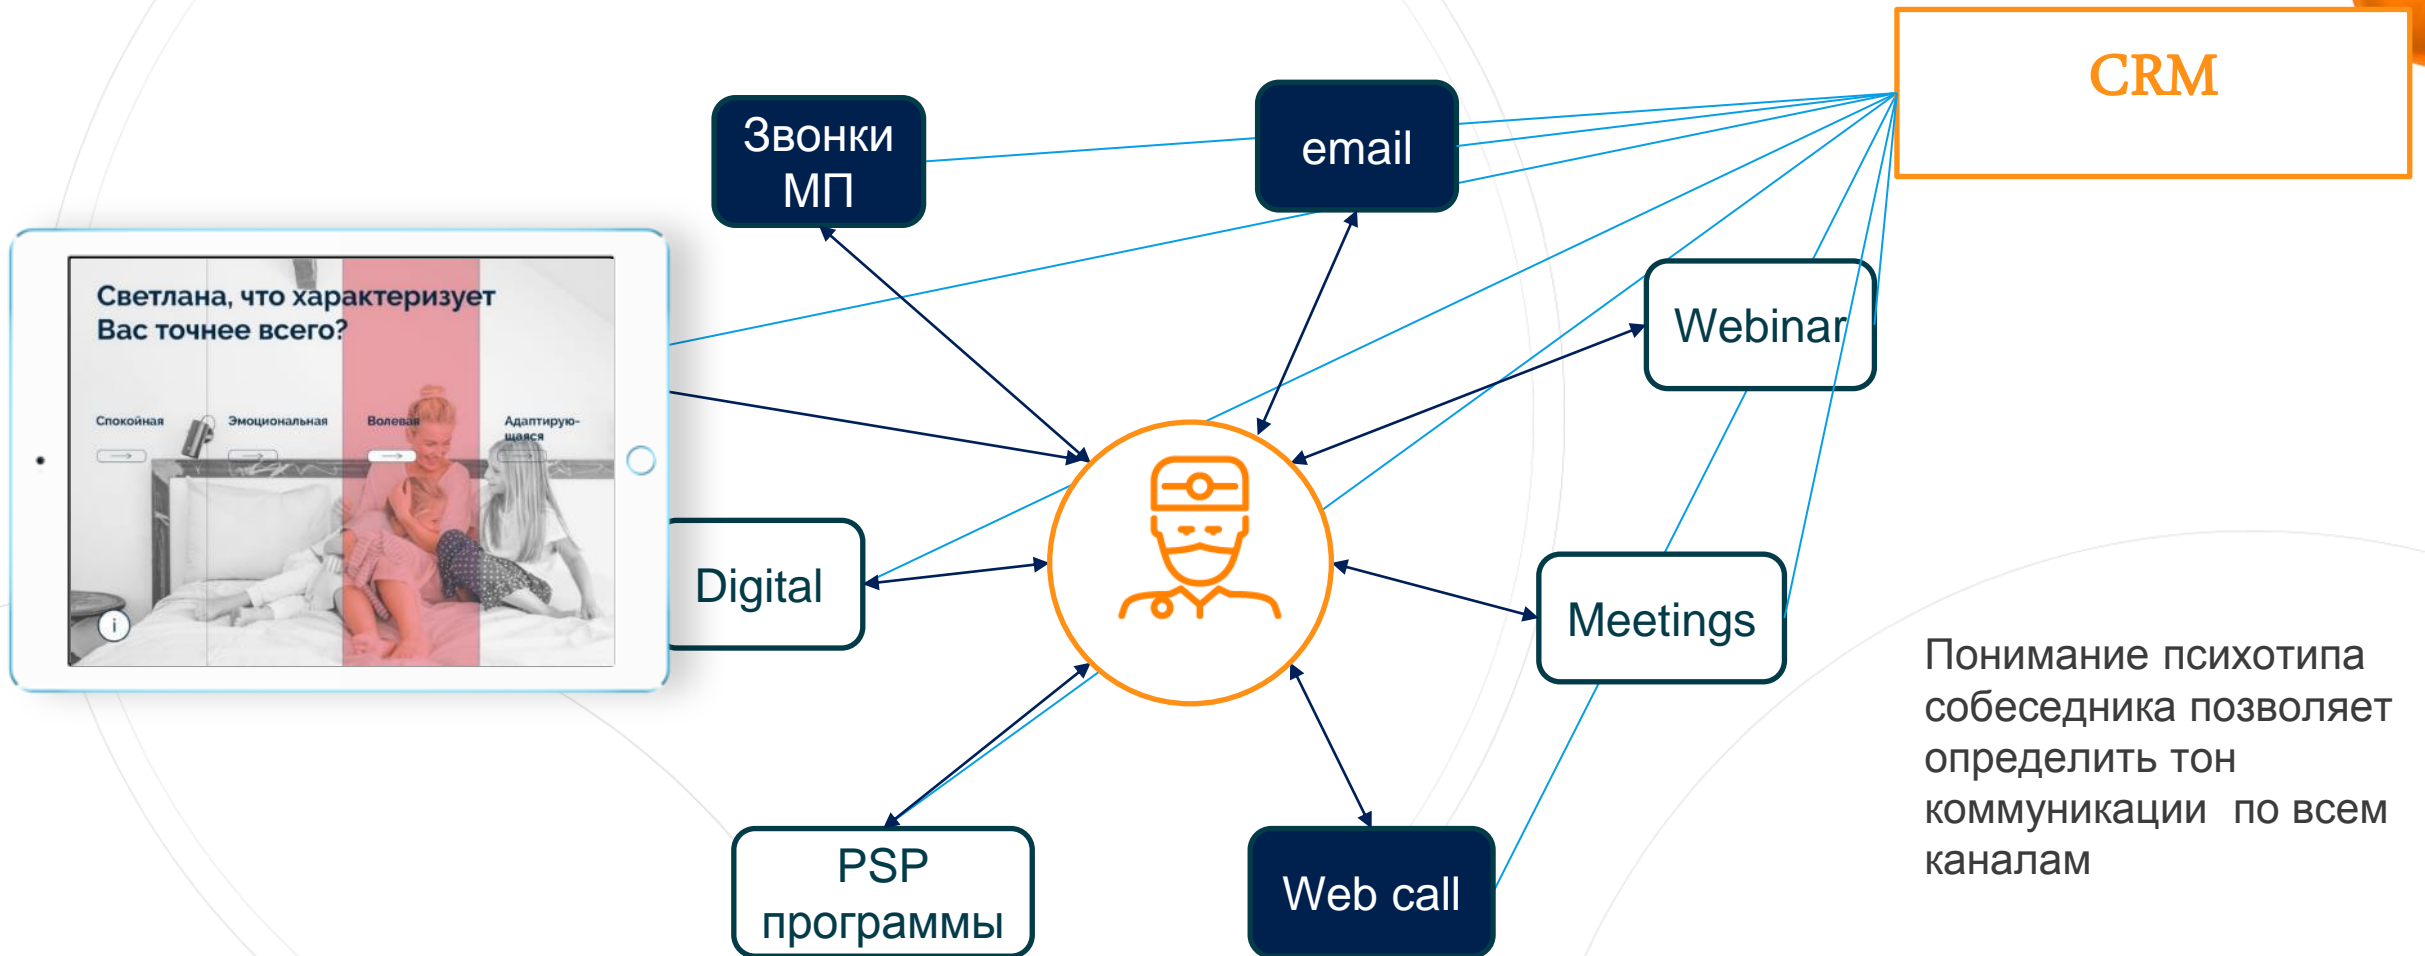 CRM
Звонки
МП
email
Светлана, что характеризует
Вас точнее всего?
Спокойная
Эмоциональная
Волевая
Адаптирую-
щаяся
i
Webinar
Digital
Meetings
Понимание психотипа
собеседника позволяет
определить тон
коммуникации  по всем
каналам
PSP
программы
Web call